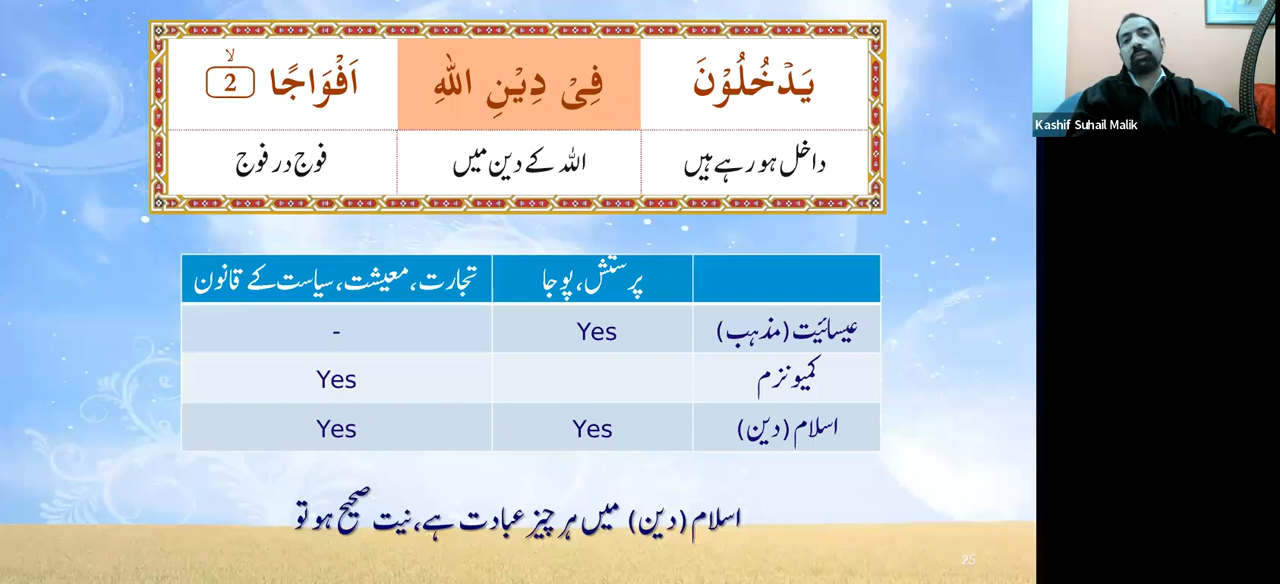 یَدْخُلُوْنَ فِیْ دِیْنِ اللّٰهِ اَفْوَاجًا ۙ 2
داخل ہو رہے ہیں اللہ کے دین میں فوج در فوج
پرستش، پوجا تجارت، معیشت، سیاست کے قانون
عیسائیت (مذہب) Yes -
کمیونزم Yes
اسلام (دین) Yes Yes
اسلام (دین) میں ہر چیز عبادت ہے، نیت صحیح ہو تو
25
Kashif Suhail Malik